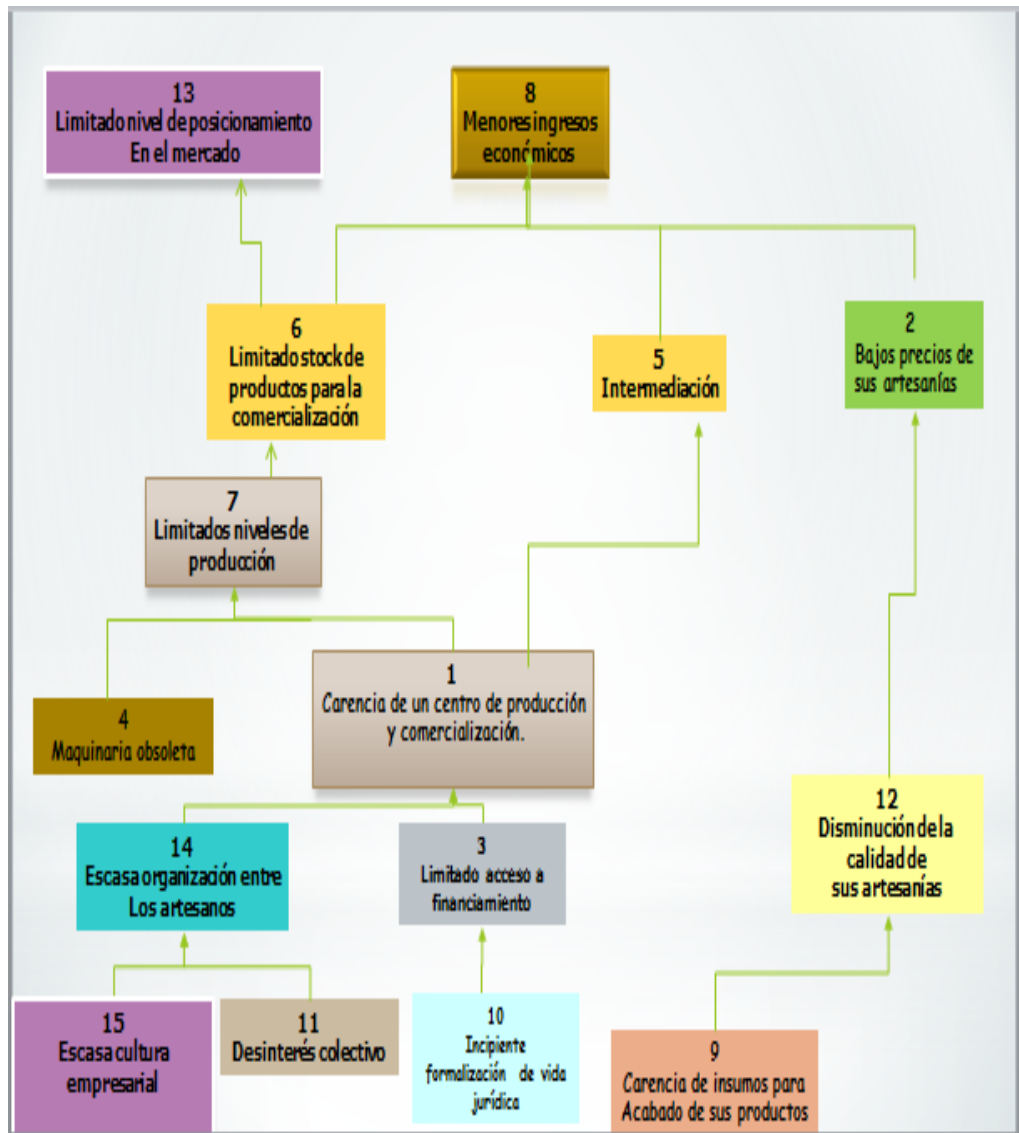 13
Limitado nivel de posicionamiento
En el mercado
8
Menores ingresos
económicos
6
Limitado stock de
productos para la
comercialización
5
Intermediación
2
Bajos precios de
sus artesanías
7
Limitados niveles de
producción
1
Carencia de un centro de producción
y comercialización.
4
Maquinaria obsoleta
14
Escasa organización entre
Los artesanos
3
Limitado acceso a
financiamiento
12
Disminución de la
calidad de
sus artesanías
15
Escasa cultura
empresarial
11
Desinterés colectivo
10
Incipiente
formalización de vida
jurídica
9
Carencia de insumos para
Acabado de sus productos